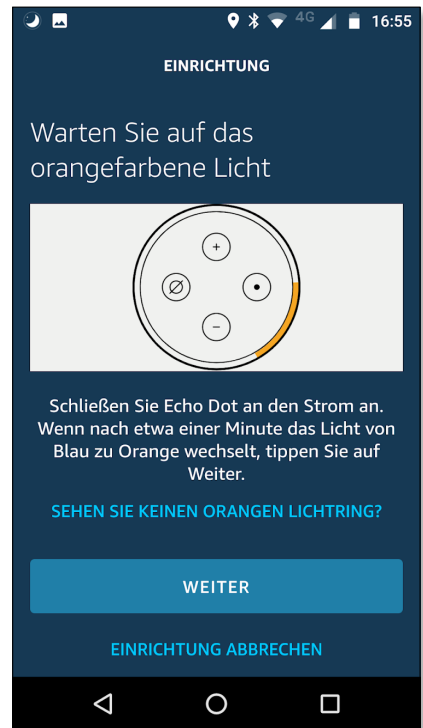 4G 16:55
EINRICHTUNG
Warten Sie auf das
orangefarbene Licht
+
−
Schließen Sie Echo Dot an den Strom an.
Wenn nach etwa einer Minute das Licht von
Blau zu Orange wechselt, tippen Sie auf
Weiter.
SEHEN SIE KEINEN ORANGEN LICHTRING?
WEITER
EINRICHTUNG ABBRECHEN